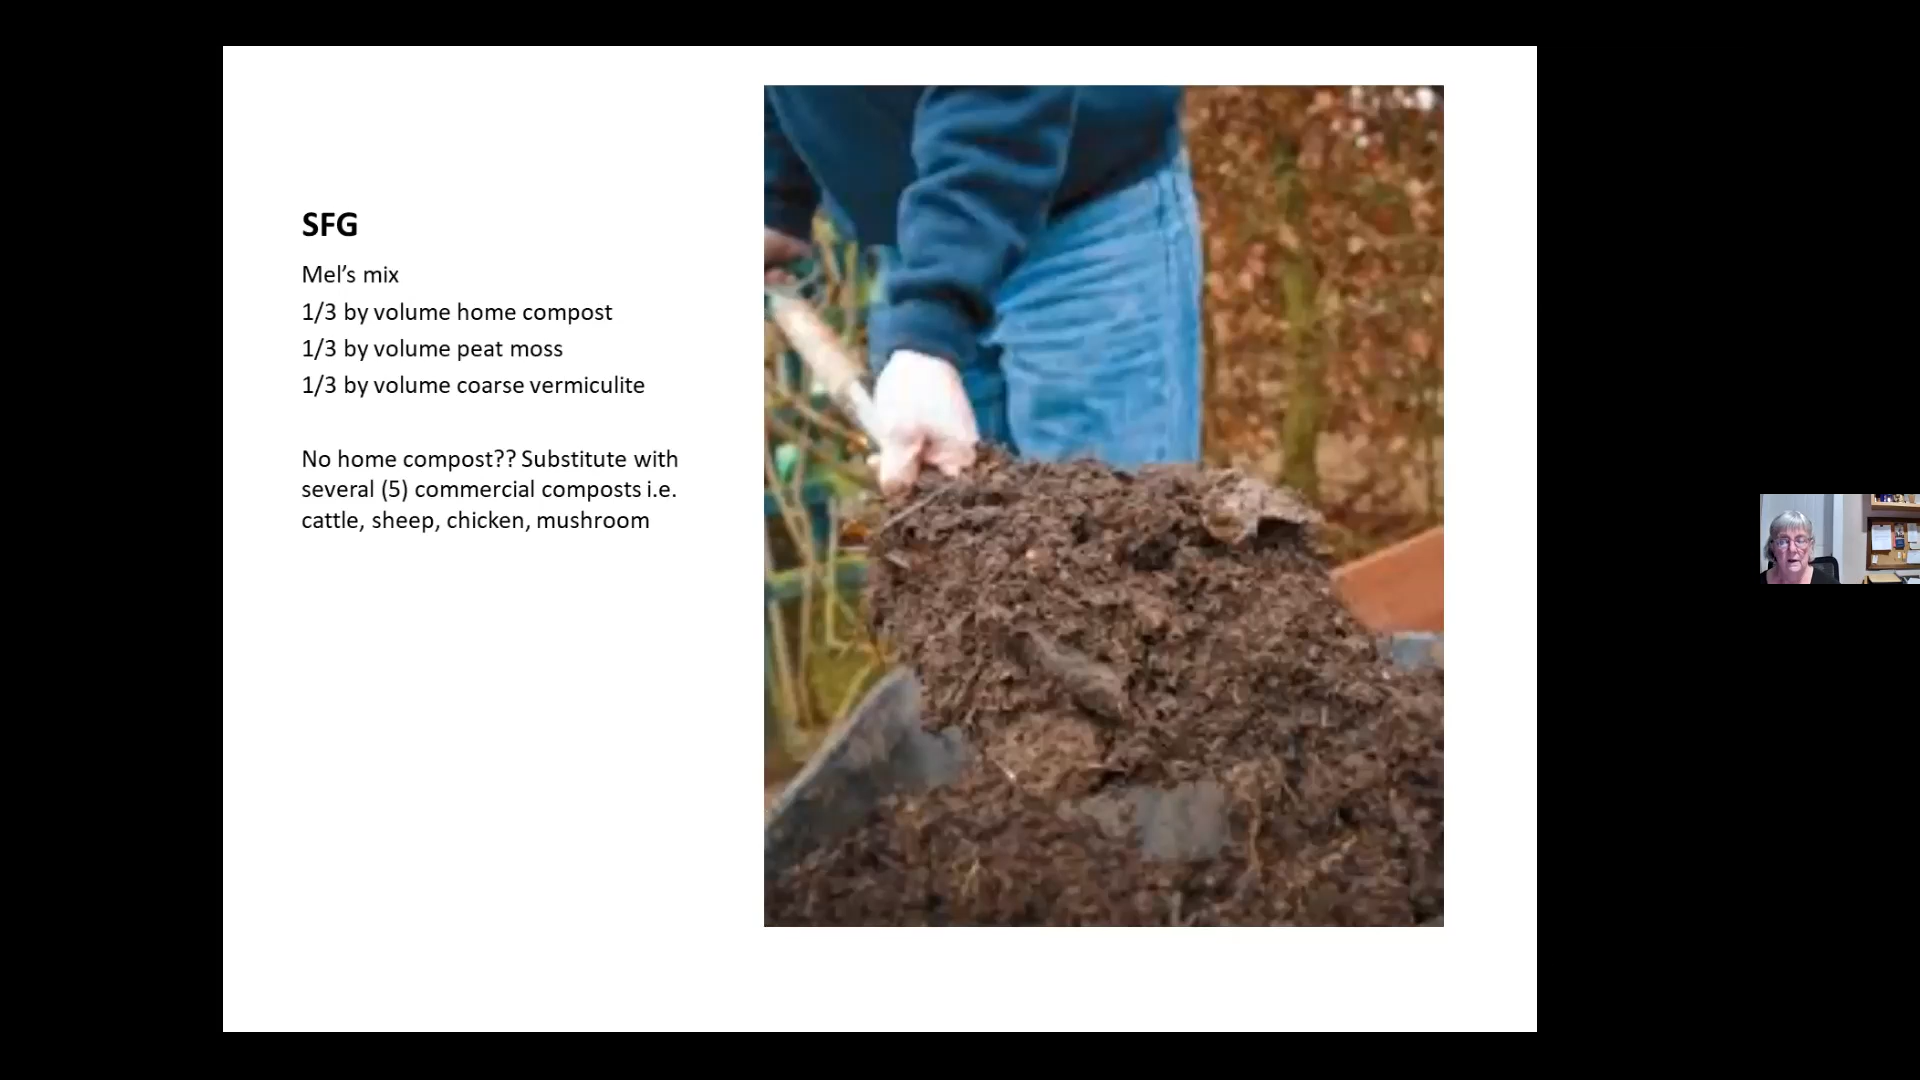 SFG
Mel’s mix
1/3 by volume home compost
1/3 by volume peat moss
1/3 by volume coarse vermiculite
No home compost?? Substitute with
several (5) commercial composts i.e.
cattle, sheep, chicken, mushroom